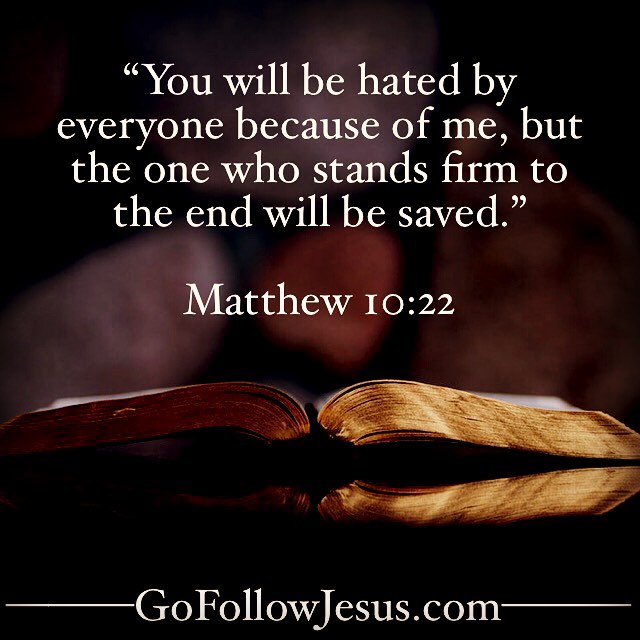 “You will be hated by
everyone because of me, but
the one who stands firm to
the end will be saved.”
Matthew 10:22
GoFollowJesus.com